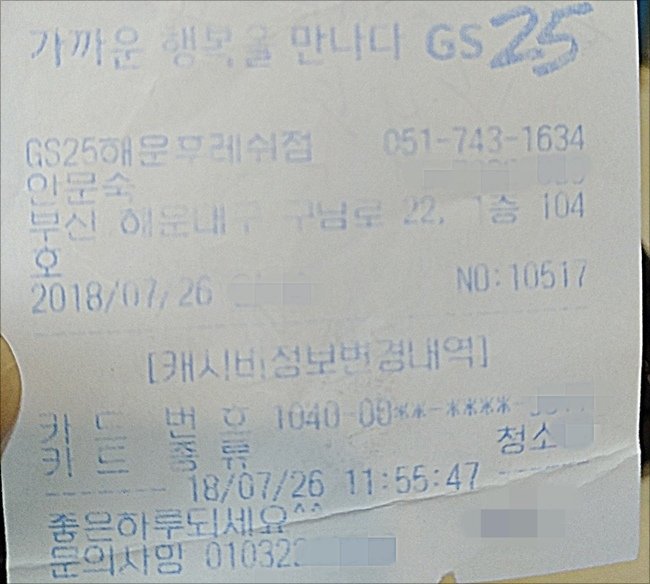 가까운 행복을 만나다 GS25
GS25해운후레쉬점 051-743-1634
안문숙
부산 해운대구 구남로 22, 1층 104
호
2018/07/26 NO:10517
[캐시비정보변경내역]
카 드 번 호 1040-00**-****-
카 드 종 류 청소
18/07/26 11:55:47
좋은하루되세요^^
문의사항 010322